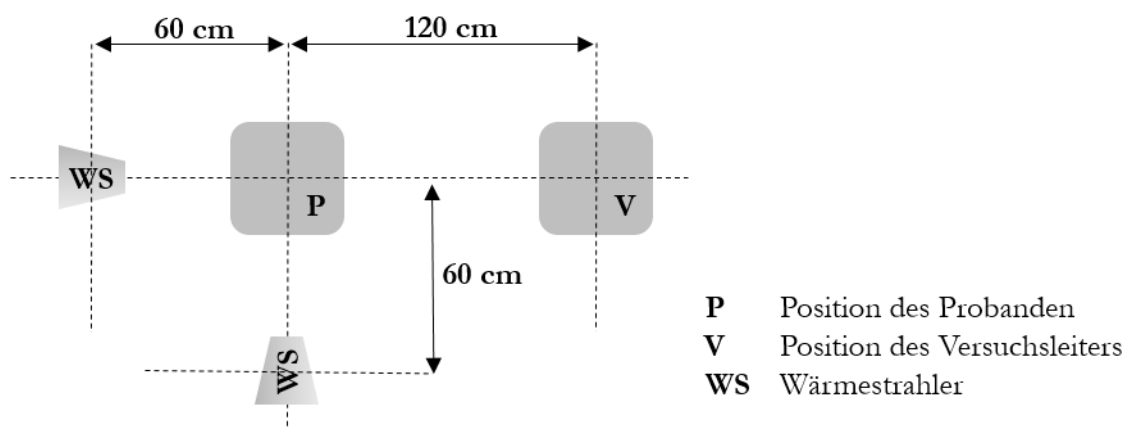 60 cm
120 cm
WS
P
V
60 cm
WS
P Position des Probanden
V Position des Versuchsleiters
WS Wärmestrahler